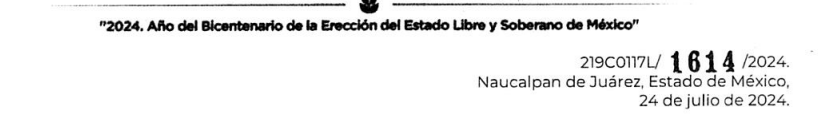 "2024. Año del Bicentenario de la Erección del Estado Libre y Soberano de México"
219C0117L/ 1614 /2024.
Naucalpan de Juárez, Estado de México,
24 de julio de 2024.